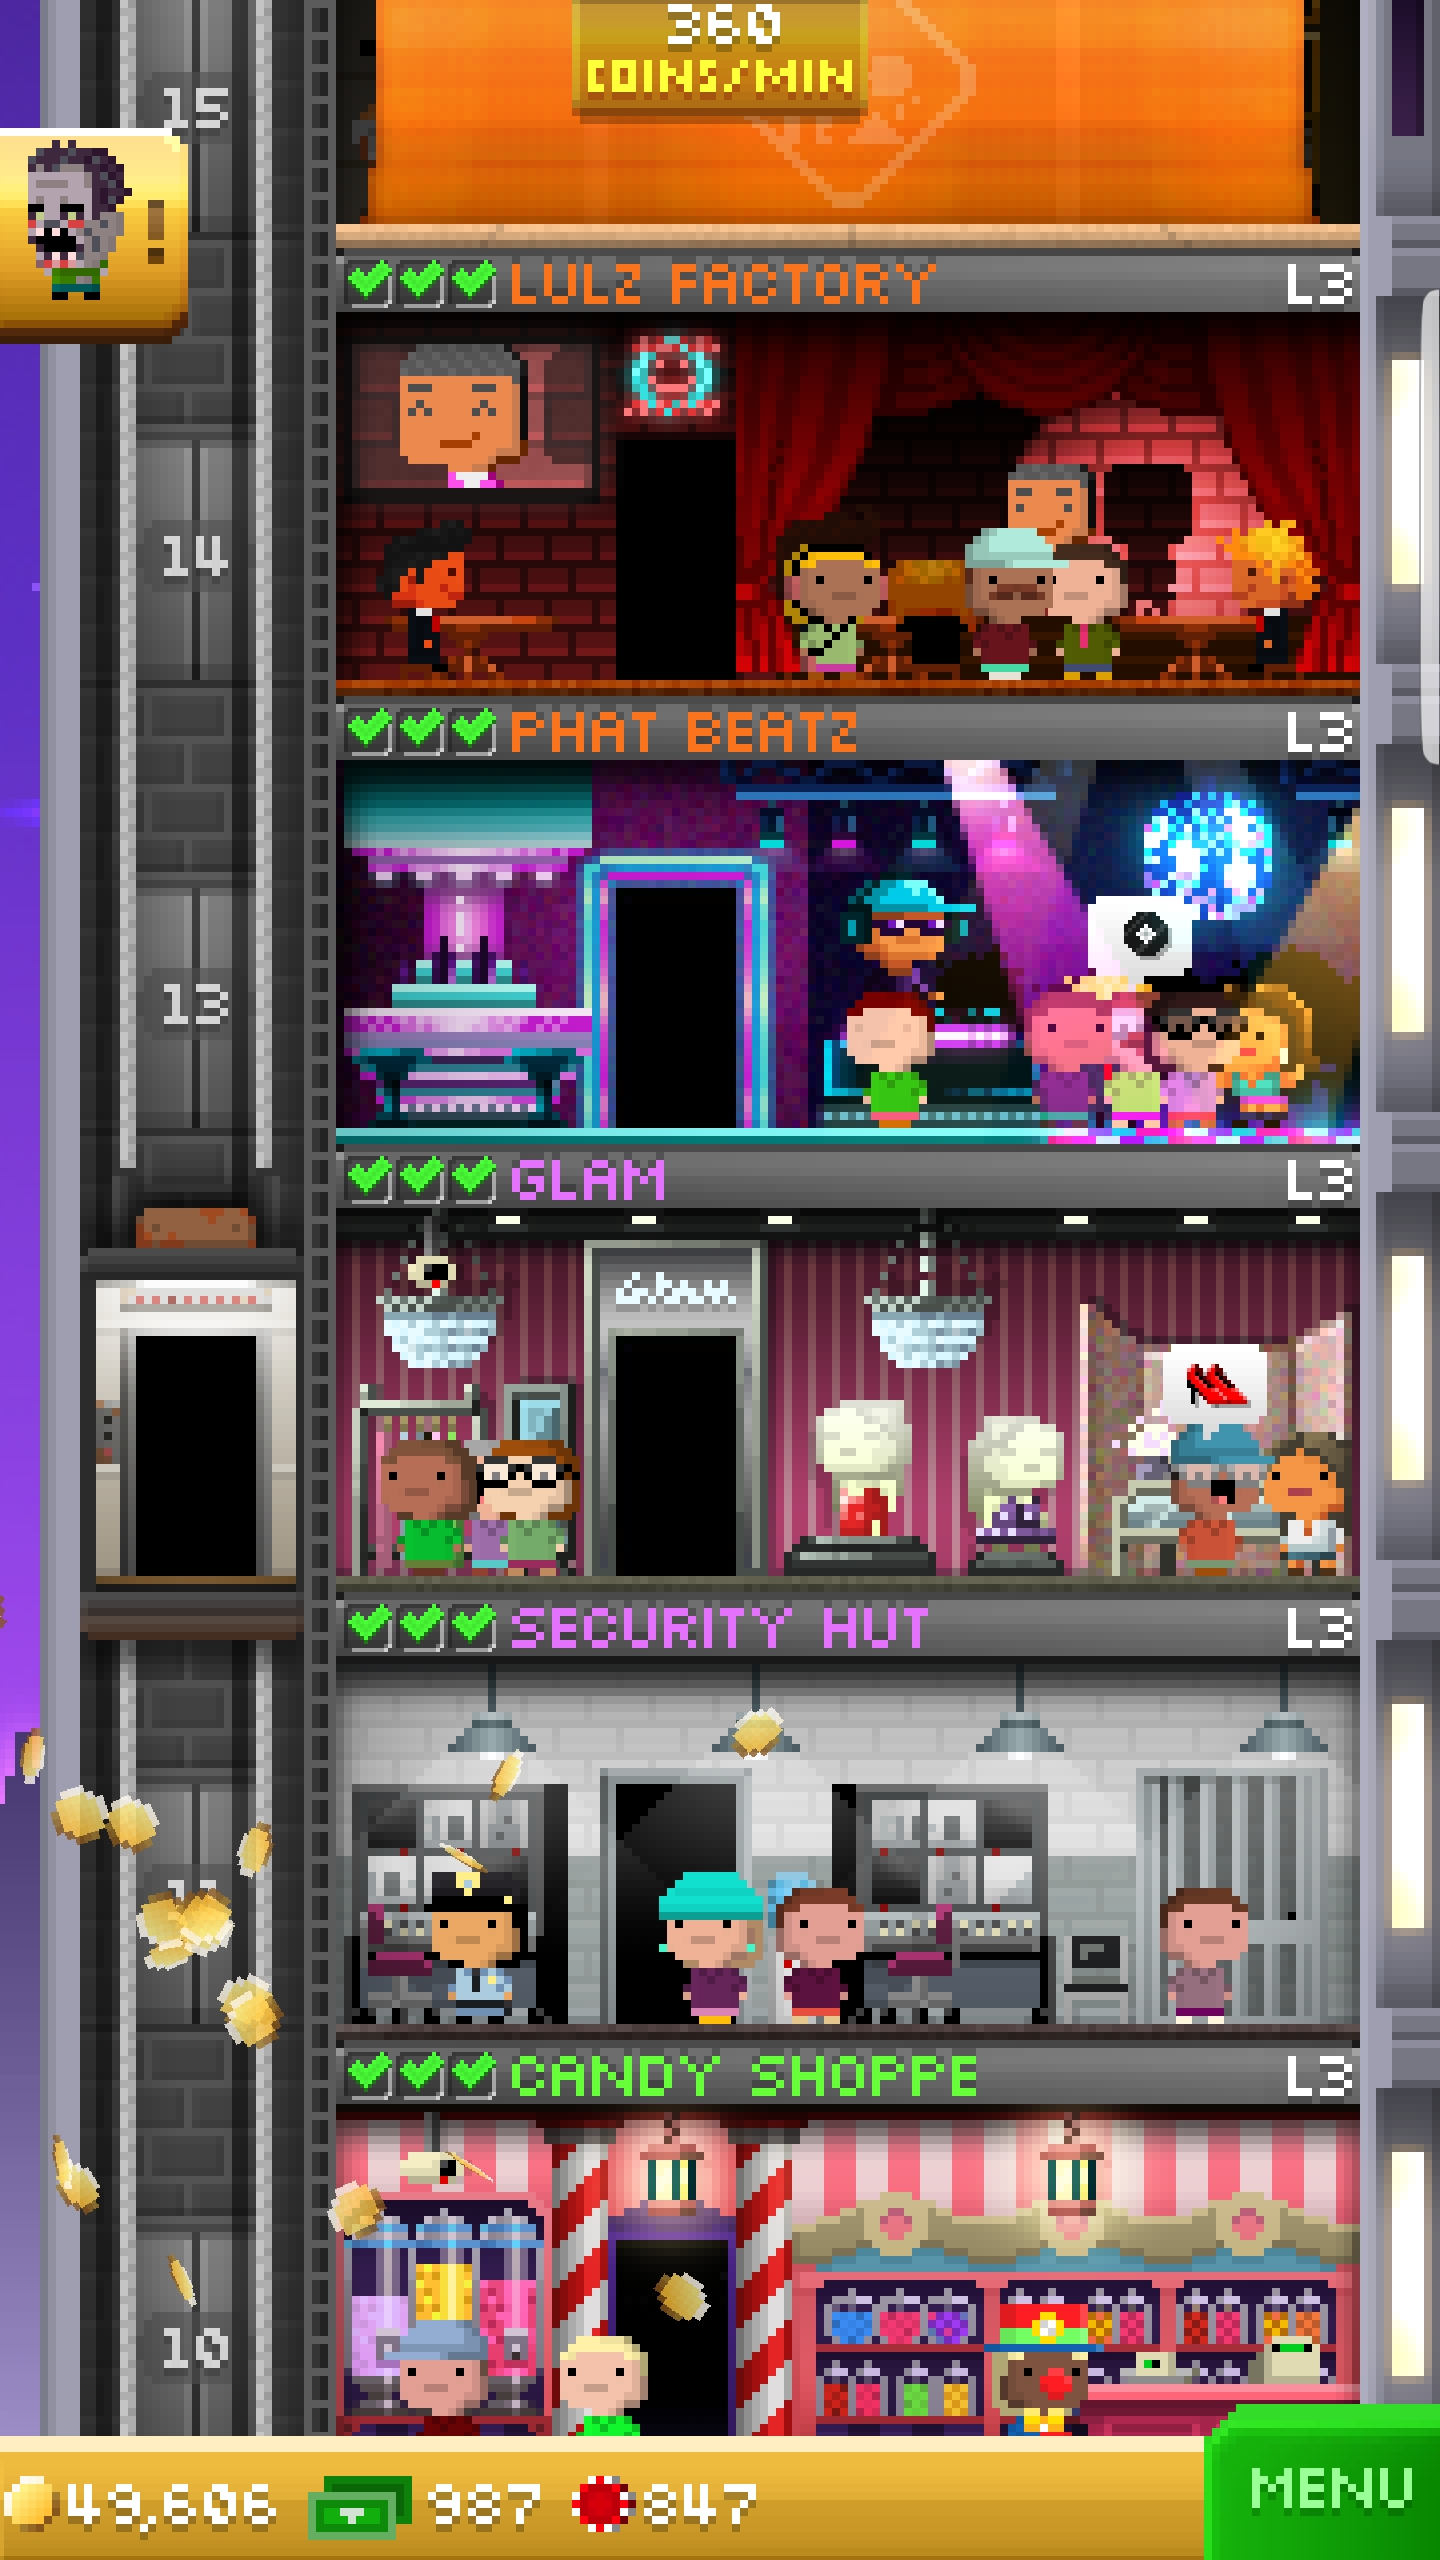 360
COINS/MIN
15
!
LULZ FACTORY L3
14
PHAT BEATZ L3
13
GLAM L3
Glam
SECURITY HUT L3
CANDY SHOPPE L3
10
49,606 987 847
MENU